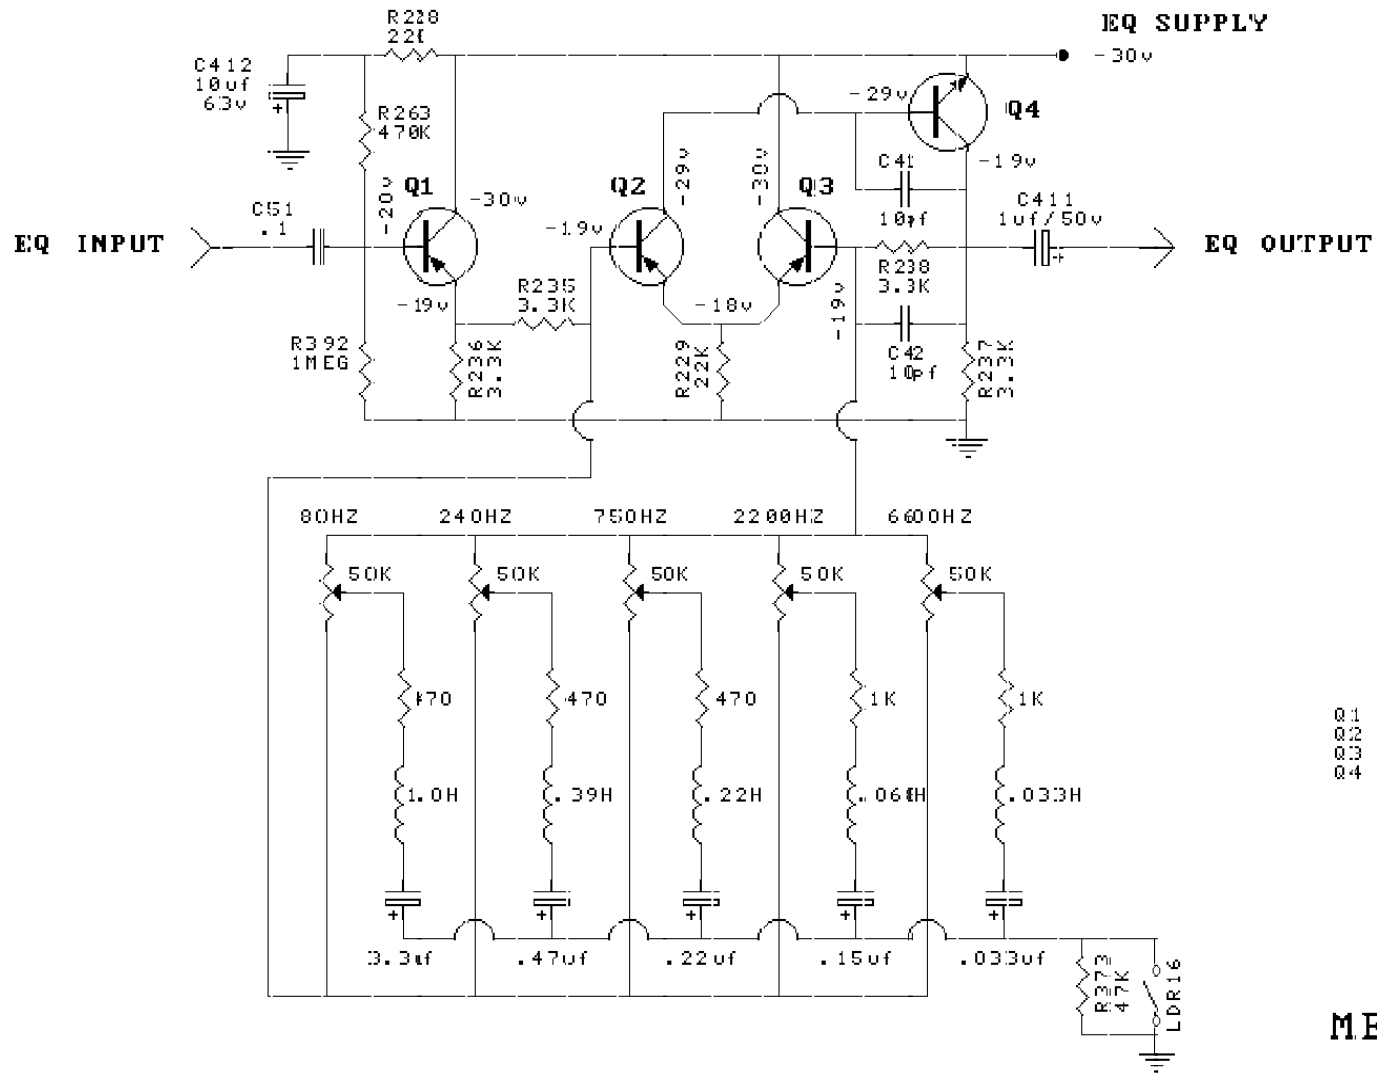 EQ SUPPLY
-30v
R228
C412
10uf
63v
R263
470K
-29v
Q4
-19v
C41
10pf
C411
1uf/50v
C51
.1
-20v
Q1
-30v
Q2
-29v
-30v
Q3
EQ INPUT
-19v
EQ OUTPUT
R238
3.3K
-19v
R235
3.3K
-18v
-19v
R392
1MEG
R236
3.3K
R229
22K
C42
10pf
R237
3.3K
80HZ 240HZ 750HZ 2200HZ 6600HZ
50K 50K 50K 50K 50K
470 470 1K 1K
Q1
Q2
Q3
Q4
1.0H .39H .22H .033H
3.3uf .47uf .22uf .15uf .033uf
R373
47K
LDR16